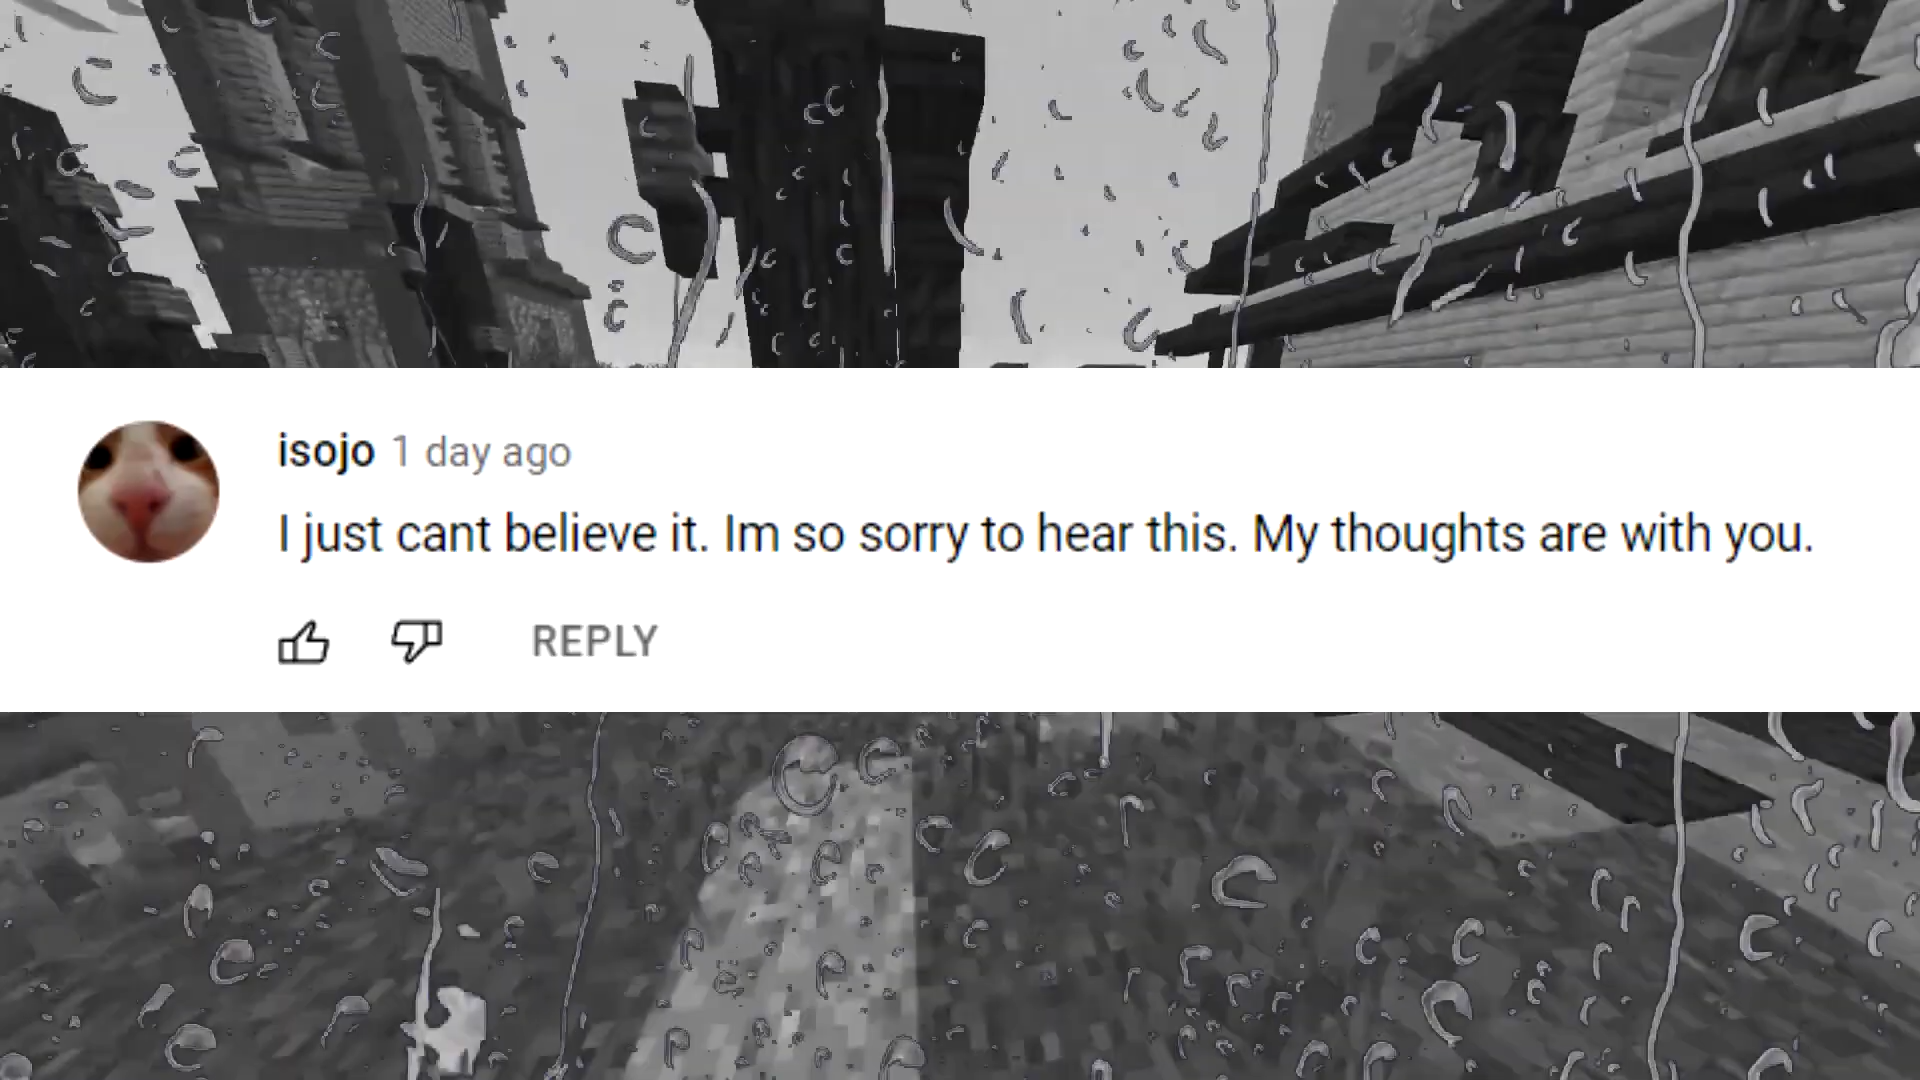 isojo 1 day ago
I just cant believe it. Im so sorry to hear this. My thoughts are with you.
REPLY